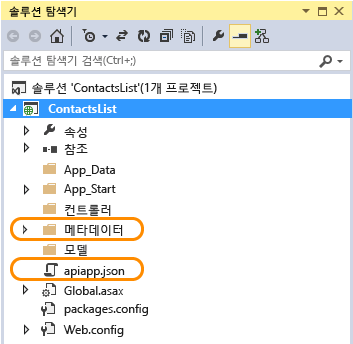 솔루션 탐색기
솔루션 탐색기 검색(Ctrl+;)
솔루션 'ContactsList'(1개 프로젝트)
ContactsList
속성
참조
App_Data
App_Start
컨트롤러
메타데이터
모델
apiapp.json
Global.asax
packages.config
Web.config